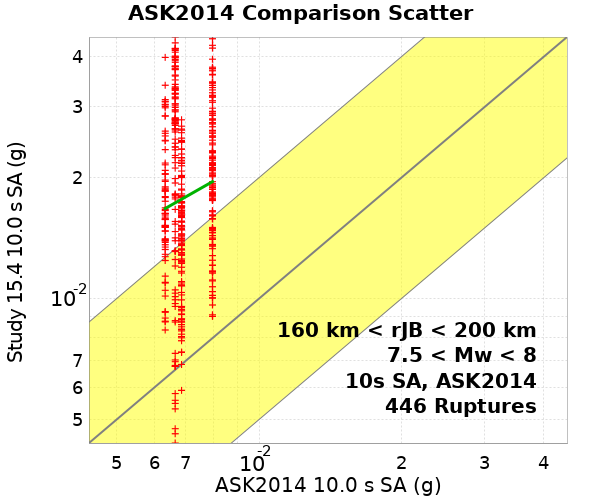 ASK2014 Comparison Scatter
Study 15.4 10.0 s SA (g)
4
3
2
10-2
7
6
5
160 km < rJB < 200 km
7.5 < Mw < 8
10s SA, ASK2014
446 Ruptures
5 6 7 10-2 2 3 4
ASK2014 10.0 s SA (g)